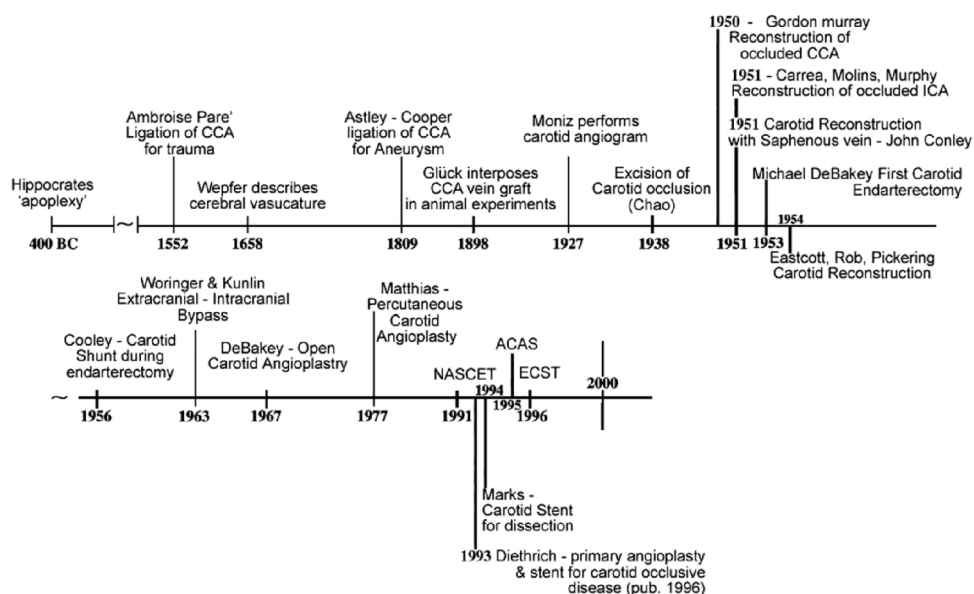 Hippocrates
'apoplexy'
400 BC
Ambroise Pare'
Ligation of CCA
for trauma
1552
Wepfer describes
cerebral vasucature
1658
Astley - Cooper
ligation of CCA
for Aneurysm
1809
Glück interposes
CCA vein graft
in animal experiments
1898
Moniz performs
carotid angiogram
1927
Excision of
Carotid occlusion
(Chao)
1938
1950 - Gordon murray
Reconstruction of
occluded CCA
1951 - Carrea, Molins, Murphy
Reconstruction of occluded ICA
1951 Carotid Reconstruction
with Saphenous vein - John Conley
1951
Michael DeBakey First Carotid
Endarterectomy
1953
1954
Eastcott, Rob, Pickering
Carotid Reconstruction
~
~
Cooley - Carotid
Shunt during
endarterectomy
1956
Woringer & Kunlin
Extracranial - Intracranial
Bypass
1963
DeBakey - Open
Carotid Angioplastry
1967
Matthias -
Percutaneous
Carotid
Angioplasty
1977
NASCET
1991
1994
Marks -
Carotid Stent
for dissection
1993 Diethrich - primary angioplasty
& stent for carotid occlusive
disease (pub. 1996)
ACAS
1995
ECST
1996
2000